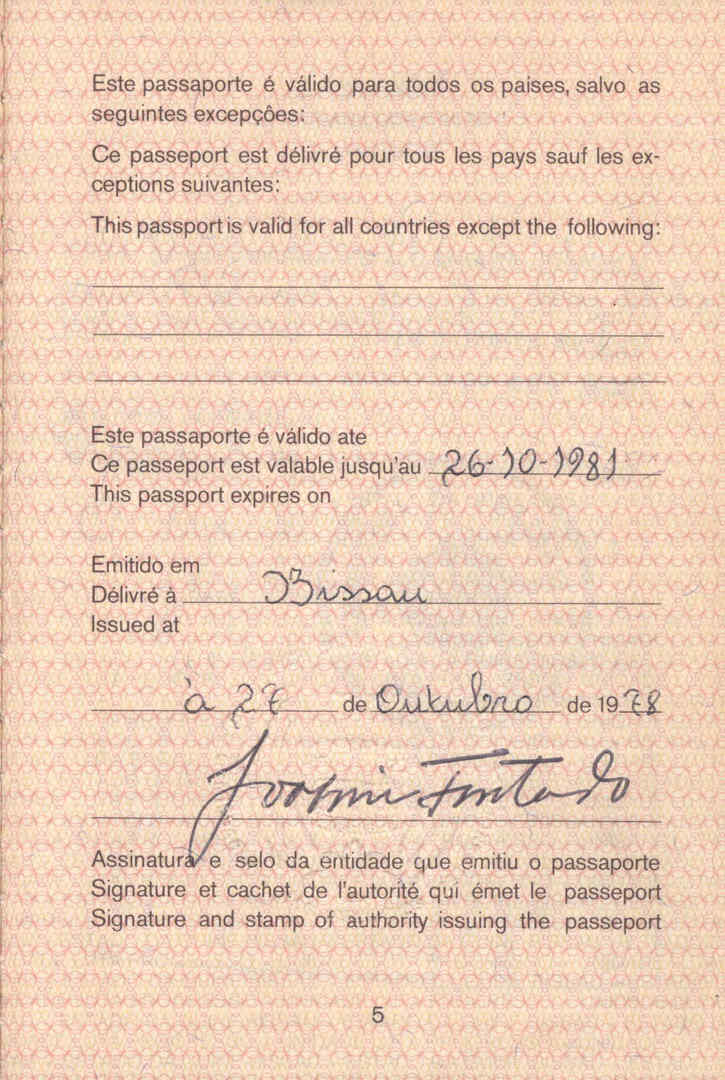 Este passaporte é válido para todos os paises, salvo as
seguintes excepçôes:
Ce passeport est délivré pour tous les pays sauf les ex-
ceptions suivantes:
This passport is valid for all countries except the following:
Este passaporte é válido ate
Ce passeport est valable jusqu'au 26-10-1981
This passport expires on
Emitido em
Délivré à Bissau
Issued at
à 27 de Outubro de 1978
Assinatura e selo da entidade que emitiu o passaporte
Signature et cachet de l'autorité qui émet le passeport
Signature and stamp of authority issuing the passeport
5